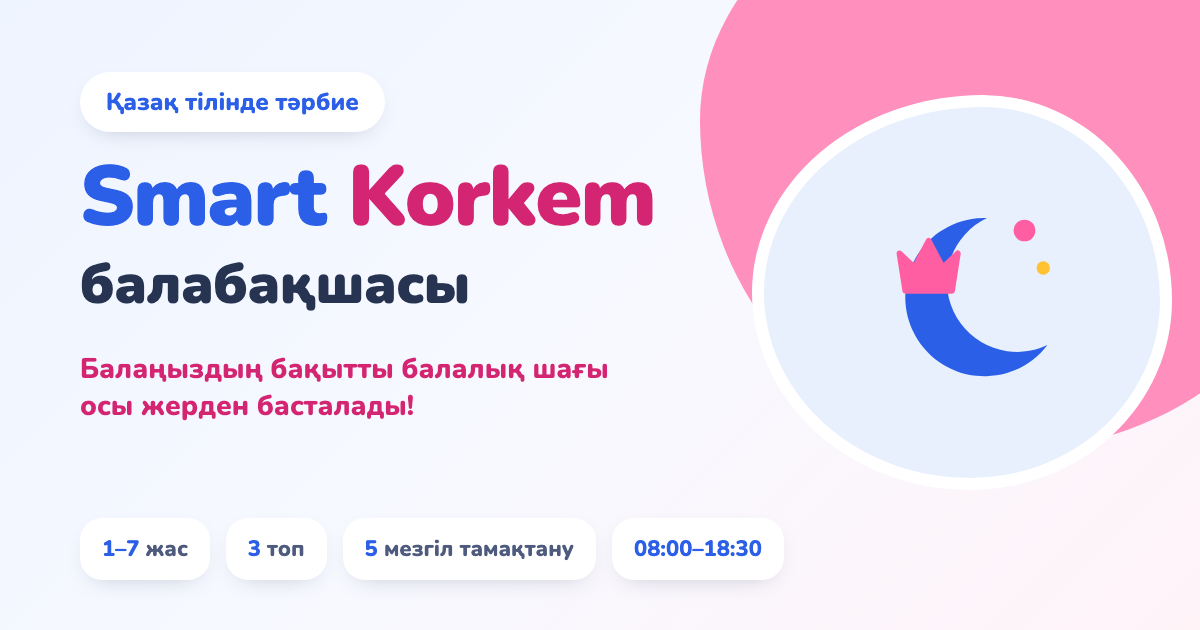 Қазақ тілінде тәрбие
Smart Korkem
балабақшасы
Балаңыздың бақытты балалық шағы
осы жерден басталады!
1–7 жас
3 топ
5 мезгіл тамақтану
08:00–18:30